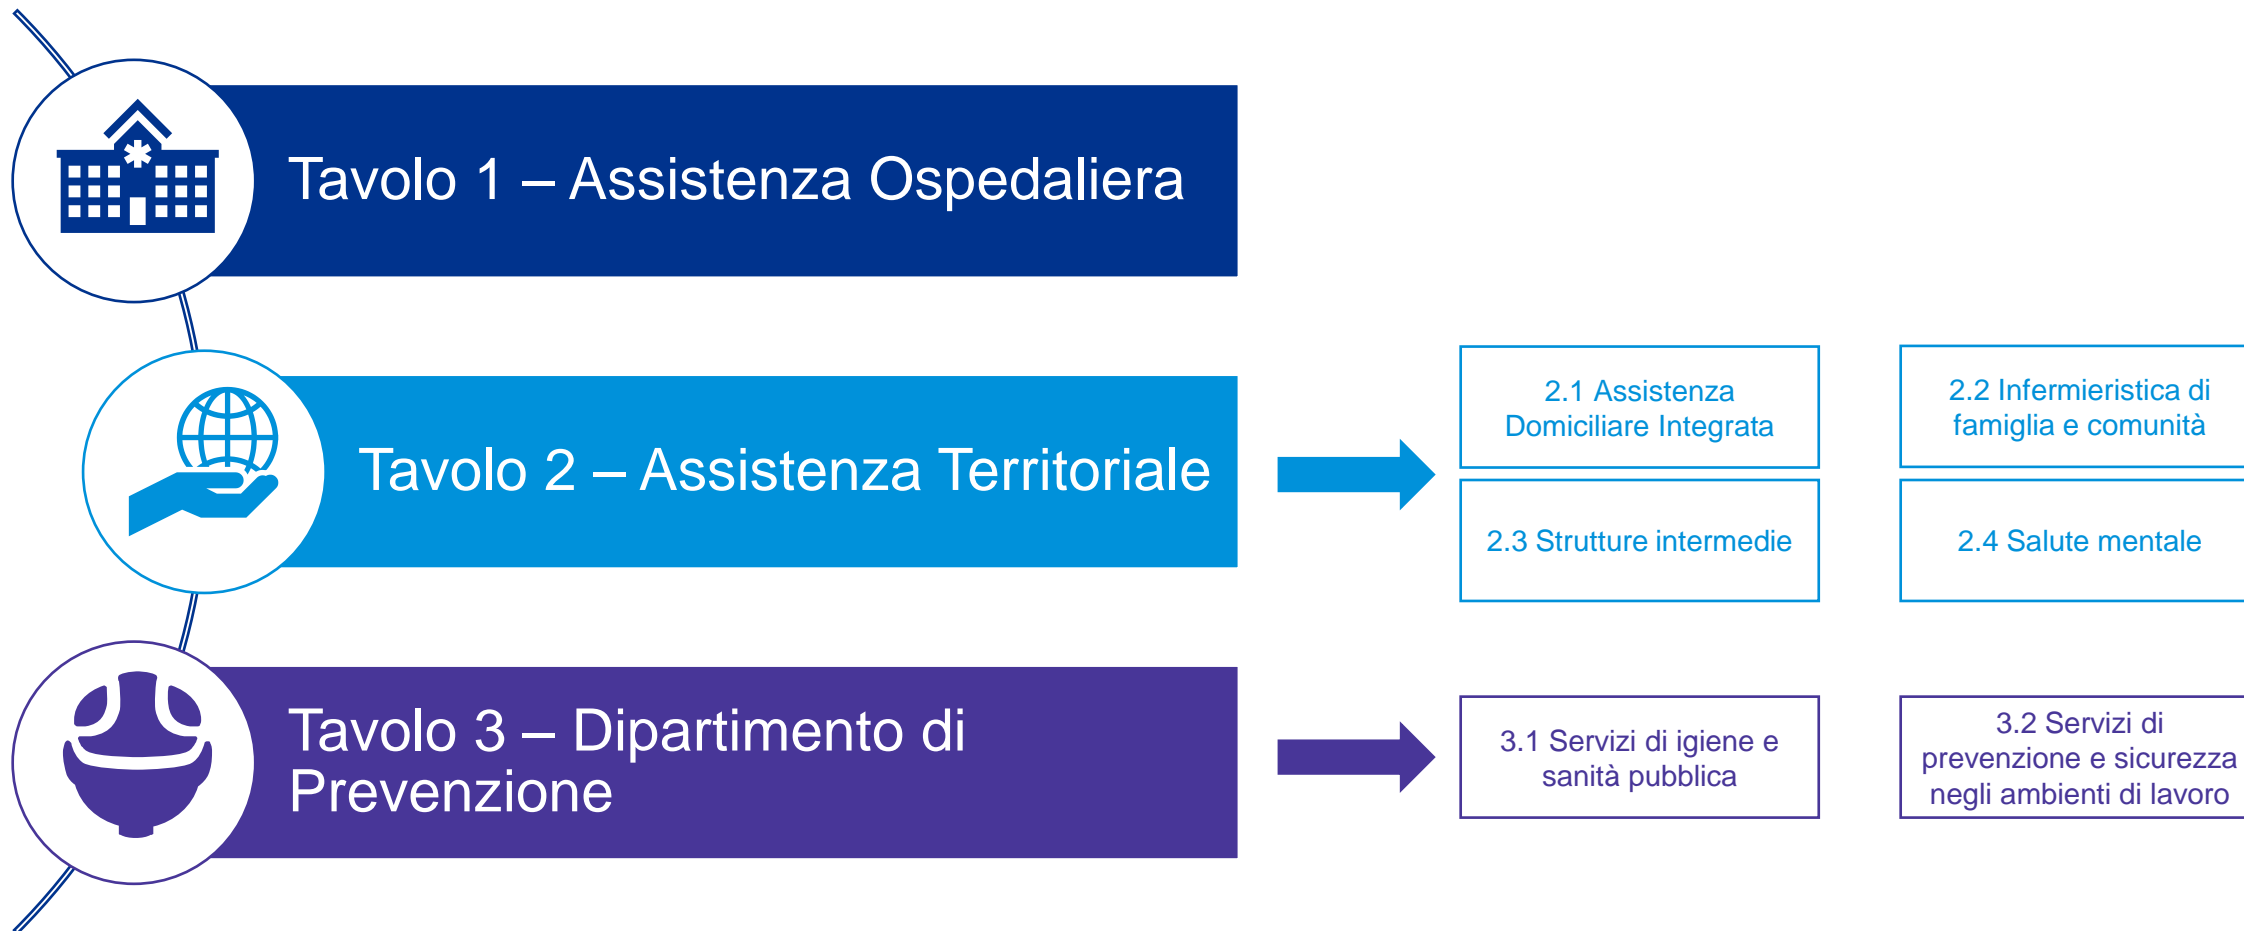 Tavolo 1 – Assistenza Ospedaliera
Tavolo 2 – Assistenza Territoriale
2.1 Assistenza
Domiciliare Integrata
2.2 Infermieristica di
famiglia e comunità
2.3 Strutture intermedie
2.4 Salute mentale
Tavolo 3 – Dipartimento di
Prevenzione
3.1 Servizi di igiene e
sanità pubblica
3.2 Servizi di
prevenzione e sicurezza
negli ambienti di lavoro